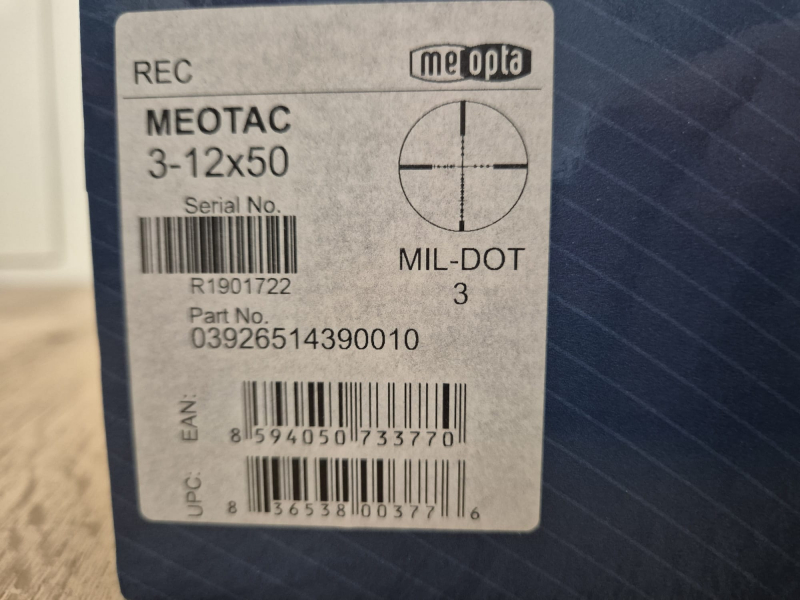 REC
meopta
MEOTAC
3-12x50
Serial No.
R1901722
MIL-DOT
3
Part No.
03926514390010
EAN:
8 594050 733770
UPC:
8 36538 00377 6